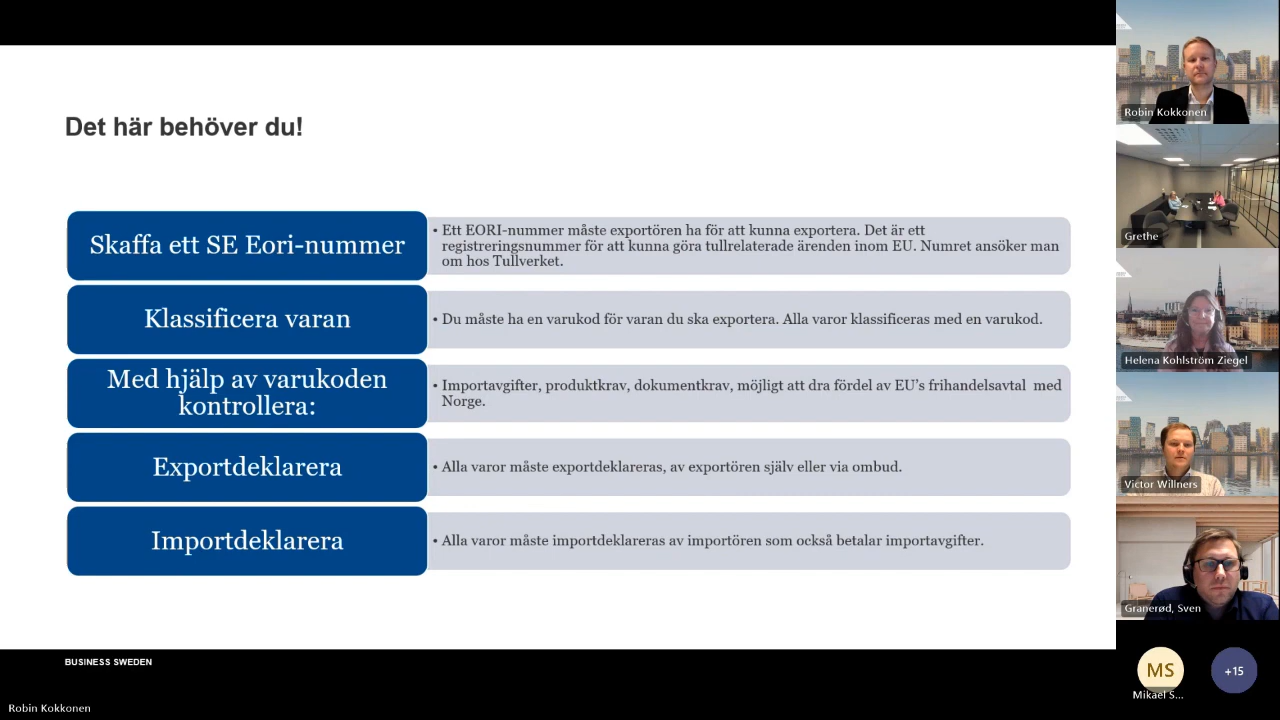 Det här behöver du!
Skaffa ett SE Eori-nummer
• Ett EORI-nummer måste exportören ha för att kunna exportera. Det är ett
registreringsnummer för att kunna göra tullrelaterade ärenden inom EU. Numret ansöker man
om hos Tullverket.
Klassificera varan
• Du måste ha en varukod för varan du ska exportera. Alla varor klassificeras med en varukod.
Med hjälp av varukoden
kontrollera:
• Importavgifter, produktkrav, dokumentkrav, möjligt att dra fördel av EU's frihandelsavtal med
Norge.
Exportdeklarera
• Alla varor måste exportdeklareras, av exportören själv eller via ombud.
Importdeklarera
• Alla varor måste importdeklareras av importören som också betalar importavgifter.
BUSINESS SWEDEN
Robin Kokkonen
Robin Kokkonen
Grethe
Helena Kohlström Ziegel
Victor Willners
Granerød, Sven
MS
Mikael S...
+15